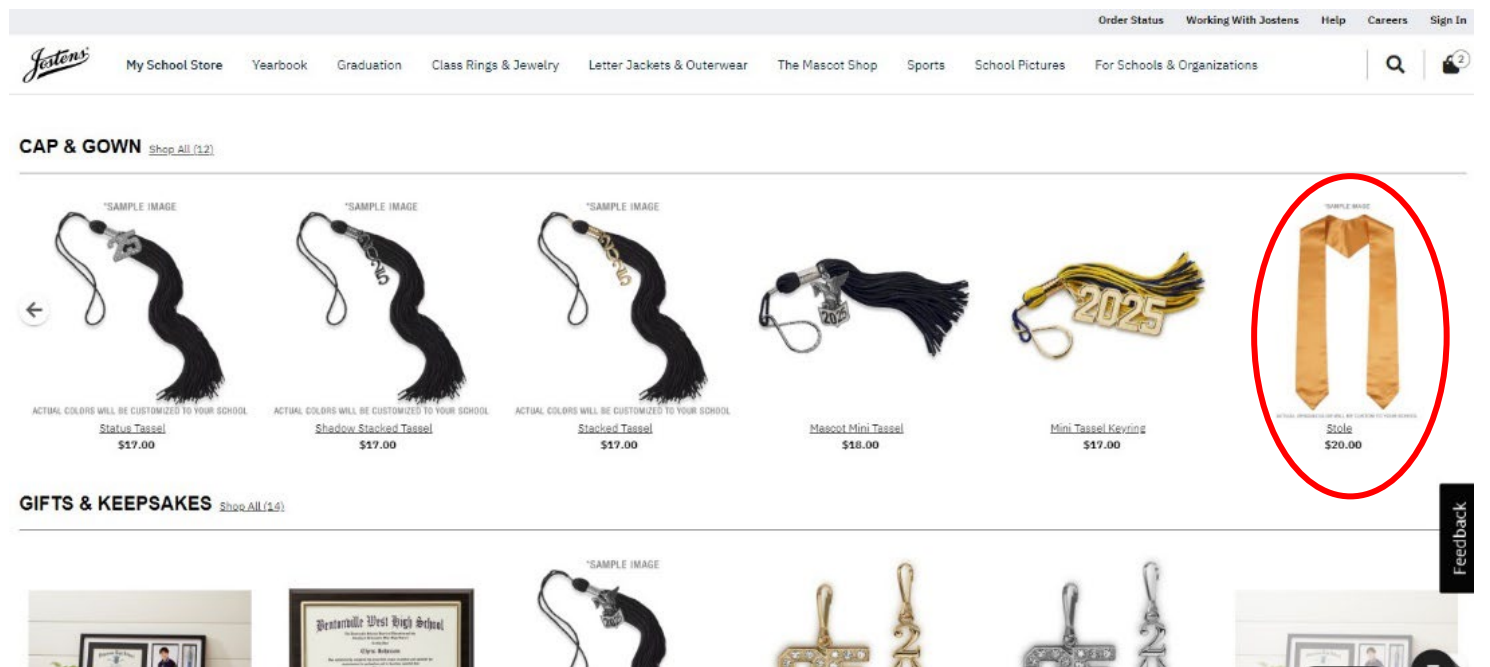 Order Status Working With Jostens Help Careers Sign In
Jostens
My School Store Yearbook Graduation Class Rings & Jewelry Letter Jackets & Outerwear The Mascot Shop Sports School Pictures For Schools & Organizations 2
CAP & GOWN Shop All (12)
*SAMPLE IMAGE *SAMPLE IMAGE *SAMPLE IMAGE *SAMPLE IMAGE
25 2025 2025 2025 2025
ACTUAL COLORS WILL BE CUSTOMIZED TO YOUR SCHOOL ACTUAL COLORS WILL BE CUSTOMIZED TO YOUR SCHOOL ACTUAL COLORS WILL BE CUSTOMIZED TO YOUR SCHOOL
Status Tassel Shadow Stacked Tassel Stacked Tassel Mascot Mini Tassel Mini Tassel Keyring Stole
$17.00 $17.00 $17.00 $18.00 $17.00 $20.00
GIFTS & KEEPSAKES Shop All (14)
Feedback
*SAMPLE IMAGE
Bentonville West High School